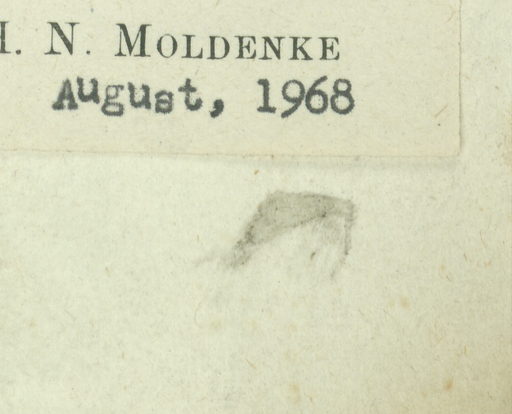 H. N. MOLDENKE
August, 1968